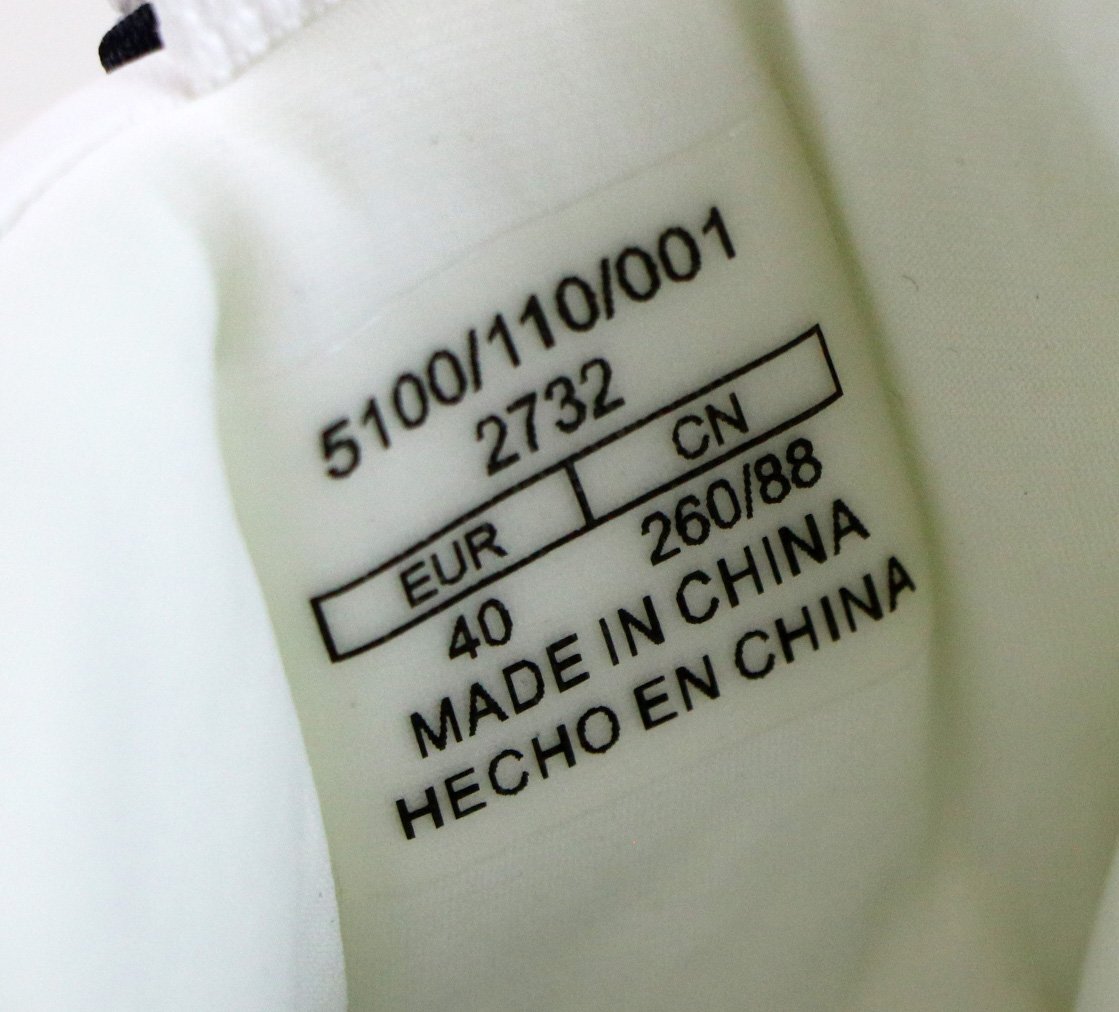 5100/110/001
2732
EUR CN
40 260/88
MADE IN CHINA
HECHO EN CHINA